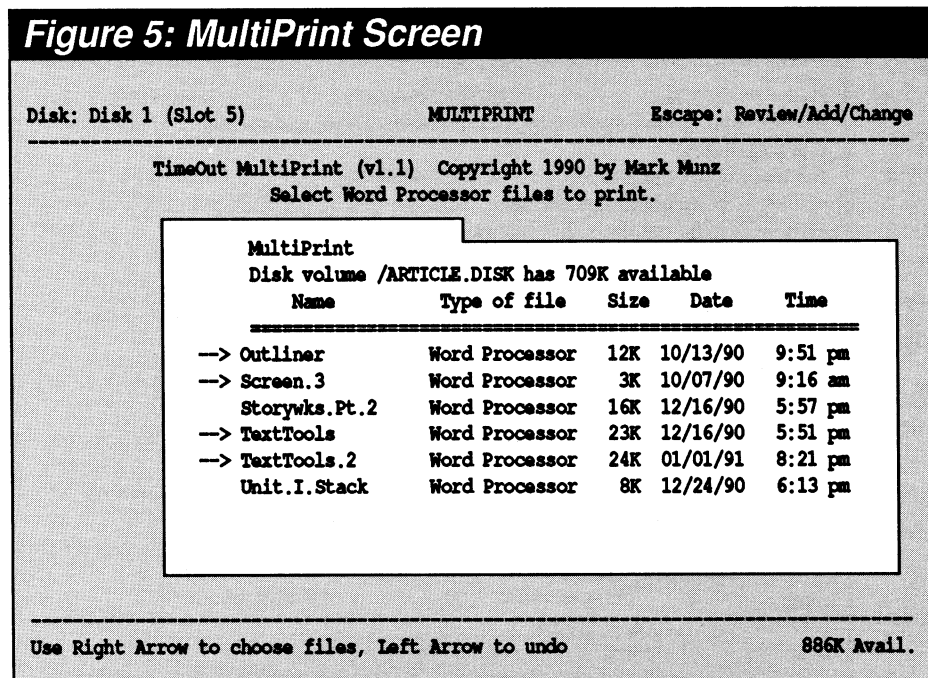 Figure 5: MultiPrint Screen
Disk: Disk 1 (Slot 5) MULTIPRINT Escape: Review/Add/Change
TimeOut MultiPrint (v1.1) Copyright 1990 by Mark Munz
Select Word Processor files to print.
MultiPrint
Disk volume /ARTICLE.DISK has 709K available
Name Type of file Size Date Time
--> Outliner Word Processor 12K 10/13/90 9:51 pm
--> Screen.3 Word Processor 3K 10/07/90 9:16 am
Storywks.Pt.2 Word Processor 16K 12/16/90 5:57 pm
--> TextTools Word Processor 23K 12/16/90 5:51 pm
--> TextTools.2 Word Processor 24K 01/01/91 8:21 pm
Unit.I.Stack Word Processor 8K 12/24/90 6:13 pm
Use Right Arrow to choose files, Left Arrow to undo 886K Avail.